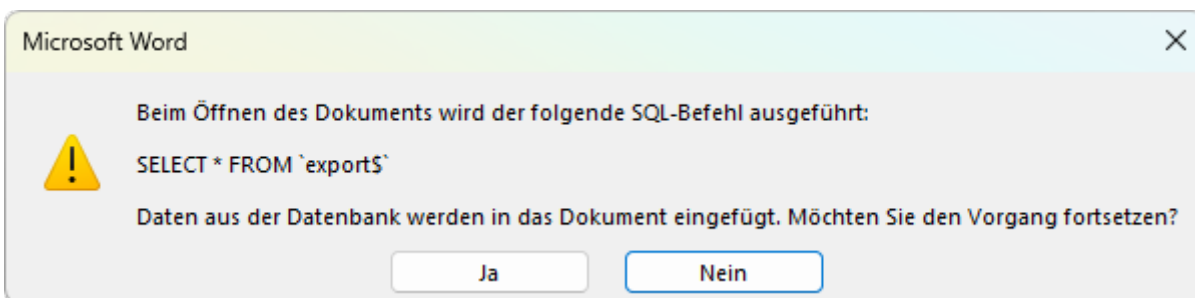 Microsoft Word
Beim Öffnen des Dokuments wird der folgende SQL-Befehl ausgeführt:
SELECT * FROM `export$`
Daten aus der Datenbank werden in das Dokument eingefügt. Möchten Sie den Vorgang fortsetzen?
Ja Nein